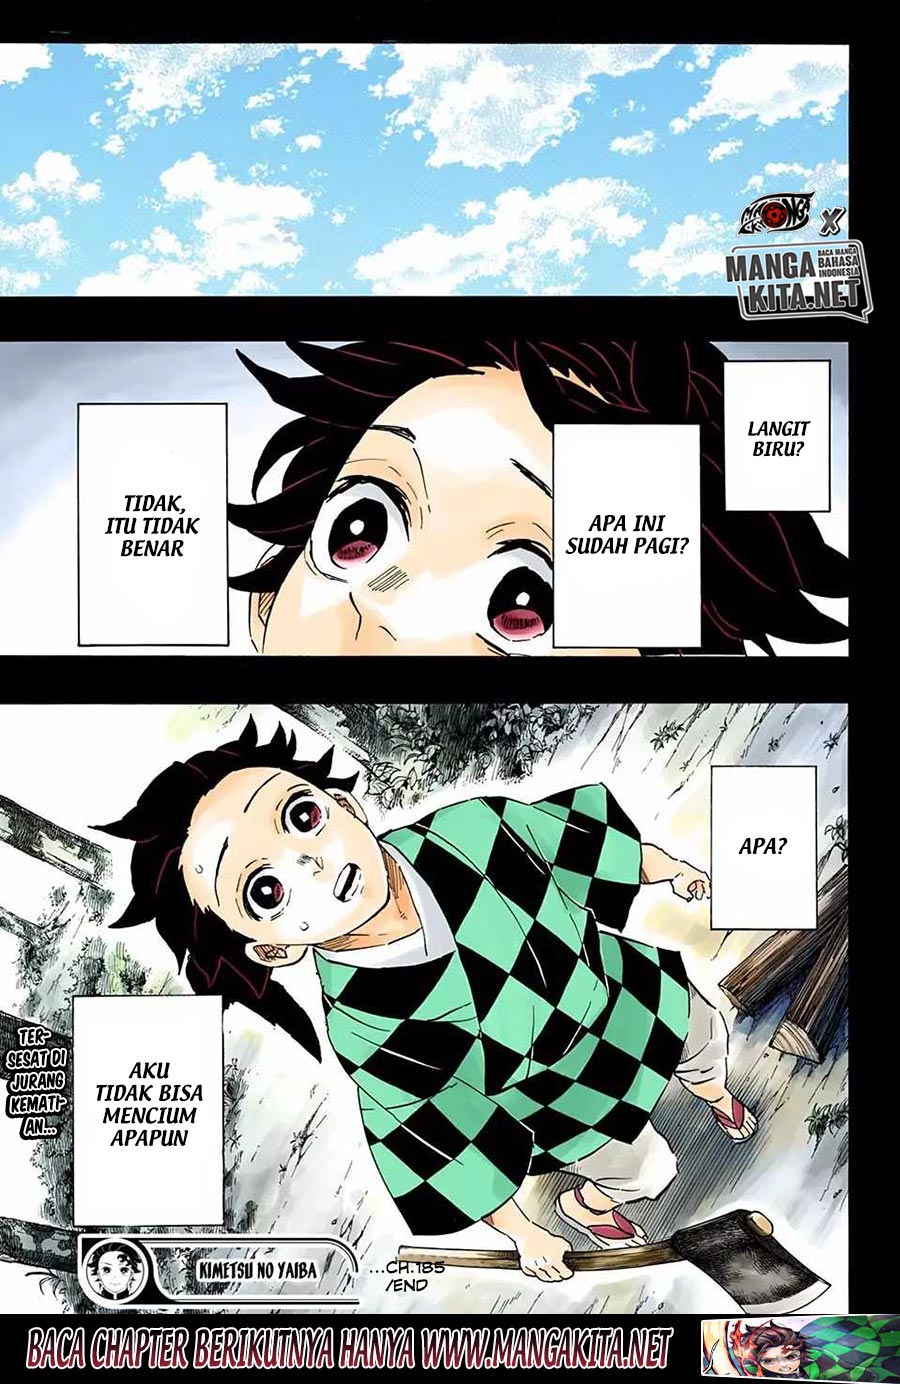 MANGA
BACA MANGA
BAHASA
INDONESIA
KITA.NET
X
LANGIT
BIRU?
APA INI
SUDAH PAGI?
TIDAK,
ITU TIDAK
BENAR
APA?
AKU
TIDAK BISA
MENCIUM
APAPUN
TER-
SESAT DI
JURANG
KEMATI-
AN...
KIMETSU NO YAIBA
...CH.185
/END
BACA CHAPTER BERIKUTNYA HANYA WWW.MANGAKITA.NET